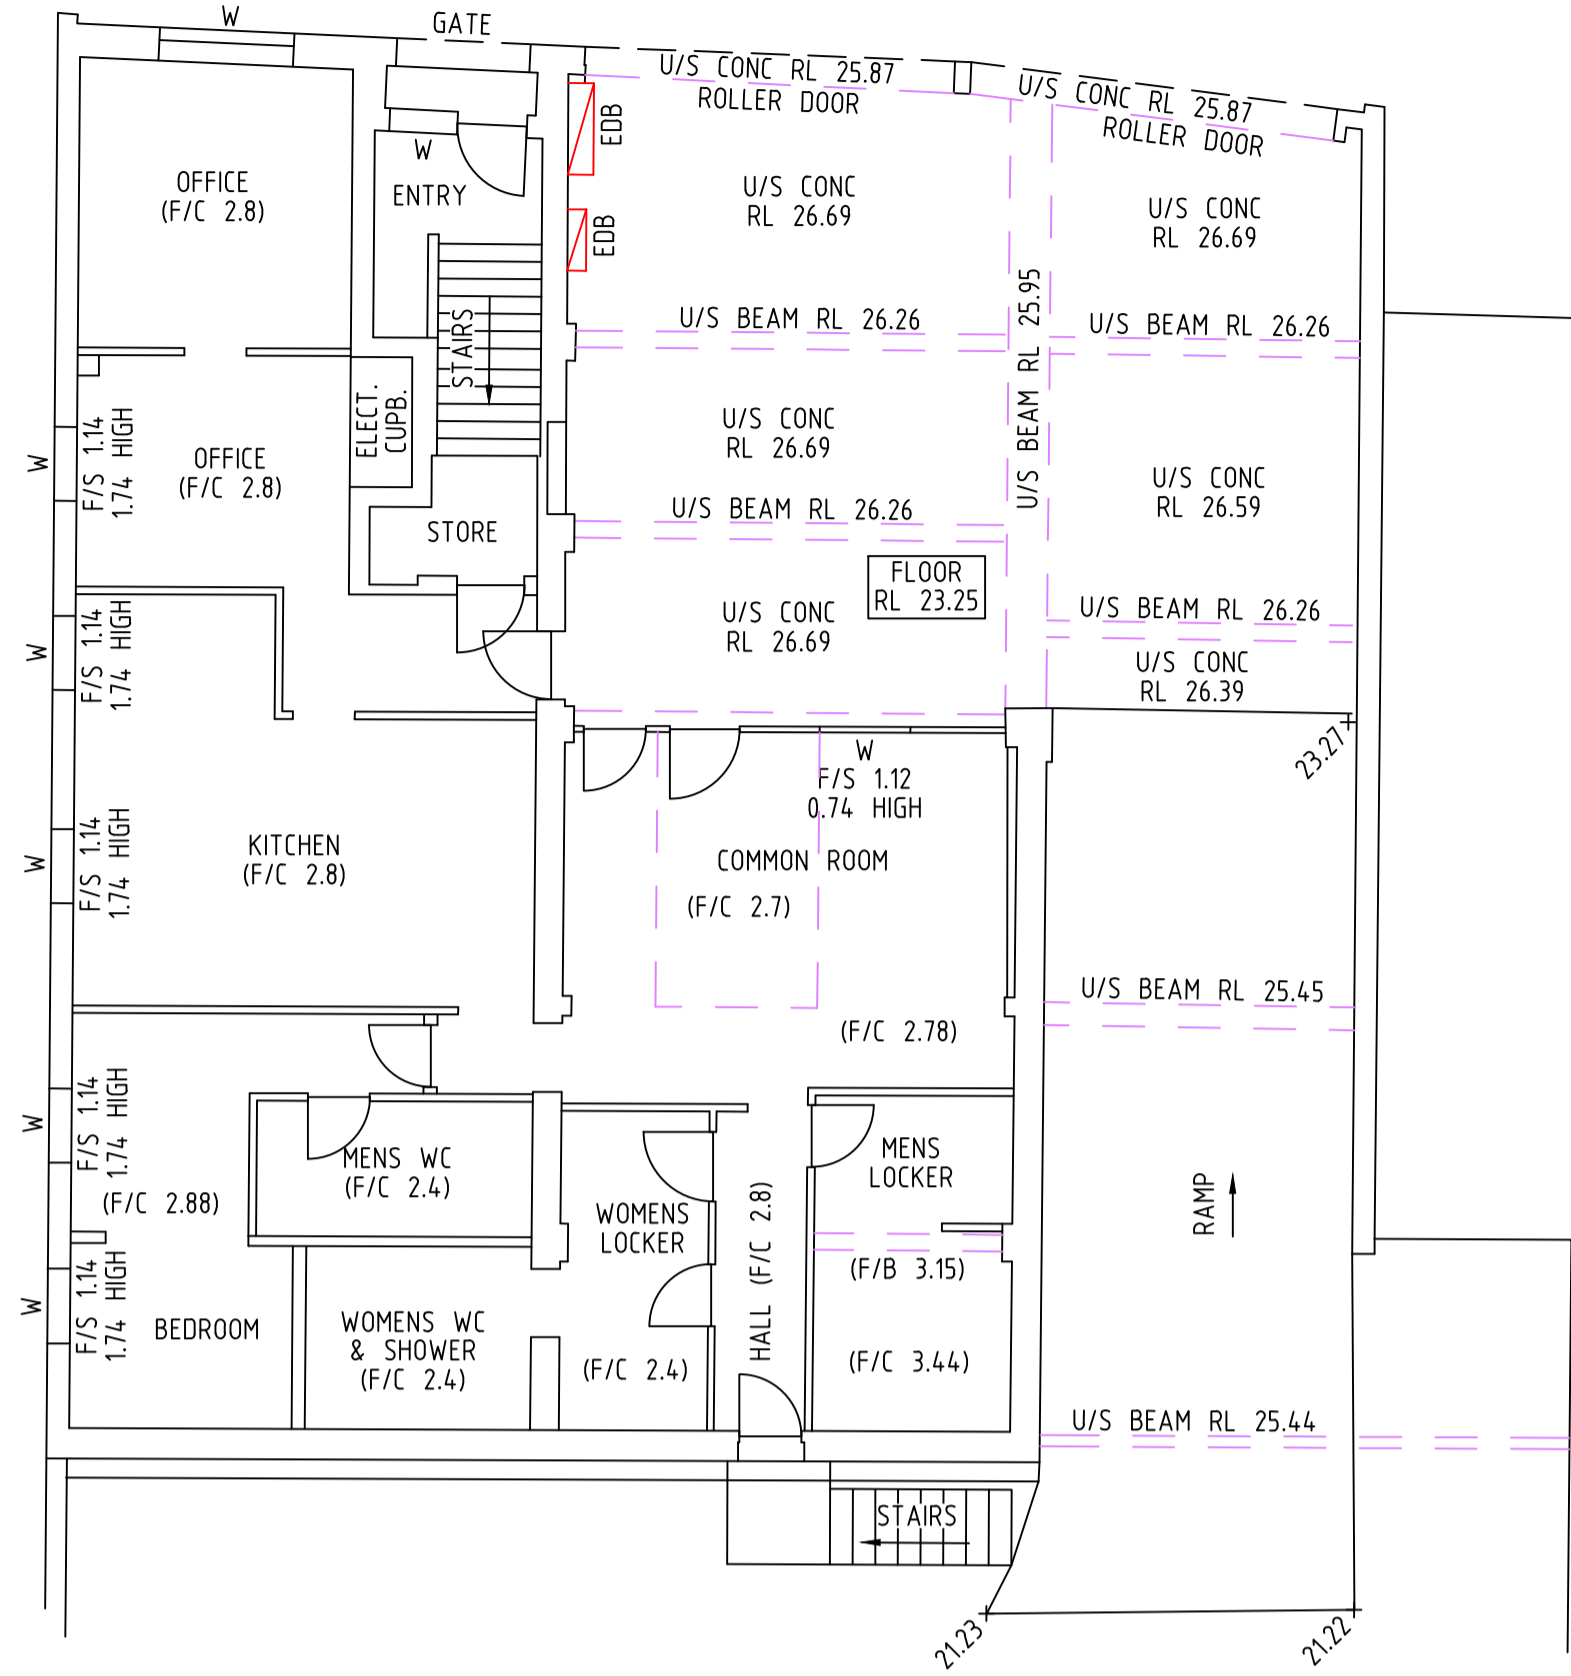 W
GATE
U/S CONC RL 25.87
ROLLER DOOR
U/S CONC RL 25.87
ROLLER DOOR
EDB
W
ENTRY
OFFICE
(F/C 2.8)
U/S CONC
RL 26.69
U/S CONC
RL 26.69
EDB
U/S BEAM RL 26.26
U/S BEAM RL 25.95
U/S BEAM RL 26.26
STAIRS
ELECT.
CUPB.
F/S 1.14
1.74 HIGH
W
OFFICE
(F/C 2.8)
U/S CONC
RL 26.69
U/S CONC
RL 26.59
U/S BEAM RL 26.26
STORE
FLOOR
RL 23.25
U/S CONC
RL 26.69
U/S BEAM RL 26.26
U/S CONC
RL 26.39
F/S 1.14
1.74 HIGH
W
23.27
W
F/S 1.12
0.74 HIGH
KITCHEN
(F/C 2.8)
F/S 1.14
1.74 HIGH
W
COMMON ROOM
(F/C 2.7)
U/S BEAM RL 25.45
(F/C 2.78)
F/S 1.14
1.74 HIGH
W
MENS WC
(F/C 2.4)
MENS
LOCKER
(F/C 2.88)
WOMENS
LOCKER
HALL (F/C 2.8)
RAMP
(F/B 3.15)
F/S 1.14
1.74 HIGH
W
BEDROOM
WOMENS WC
& SHOWER
(F/C 2.4)
(F/C 2.4)
(F/C 3.44)
U/S BEAM RL 25.44
STAIRS
21.23
21.22